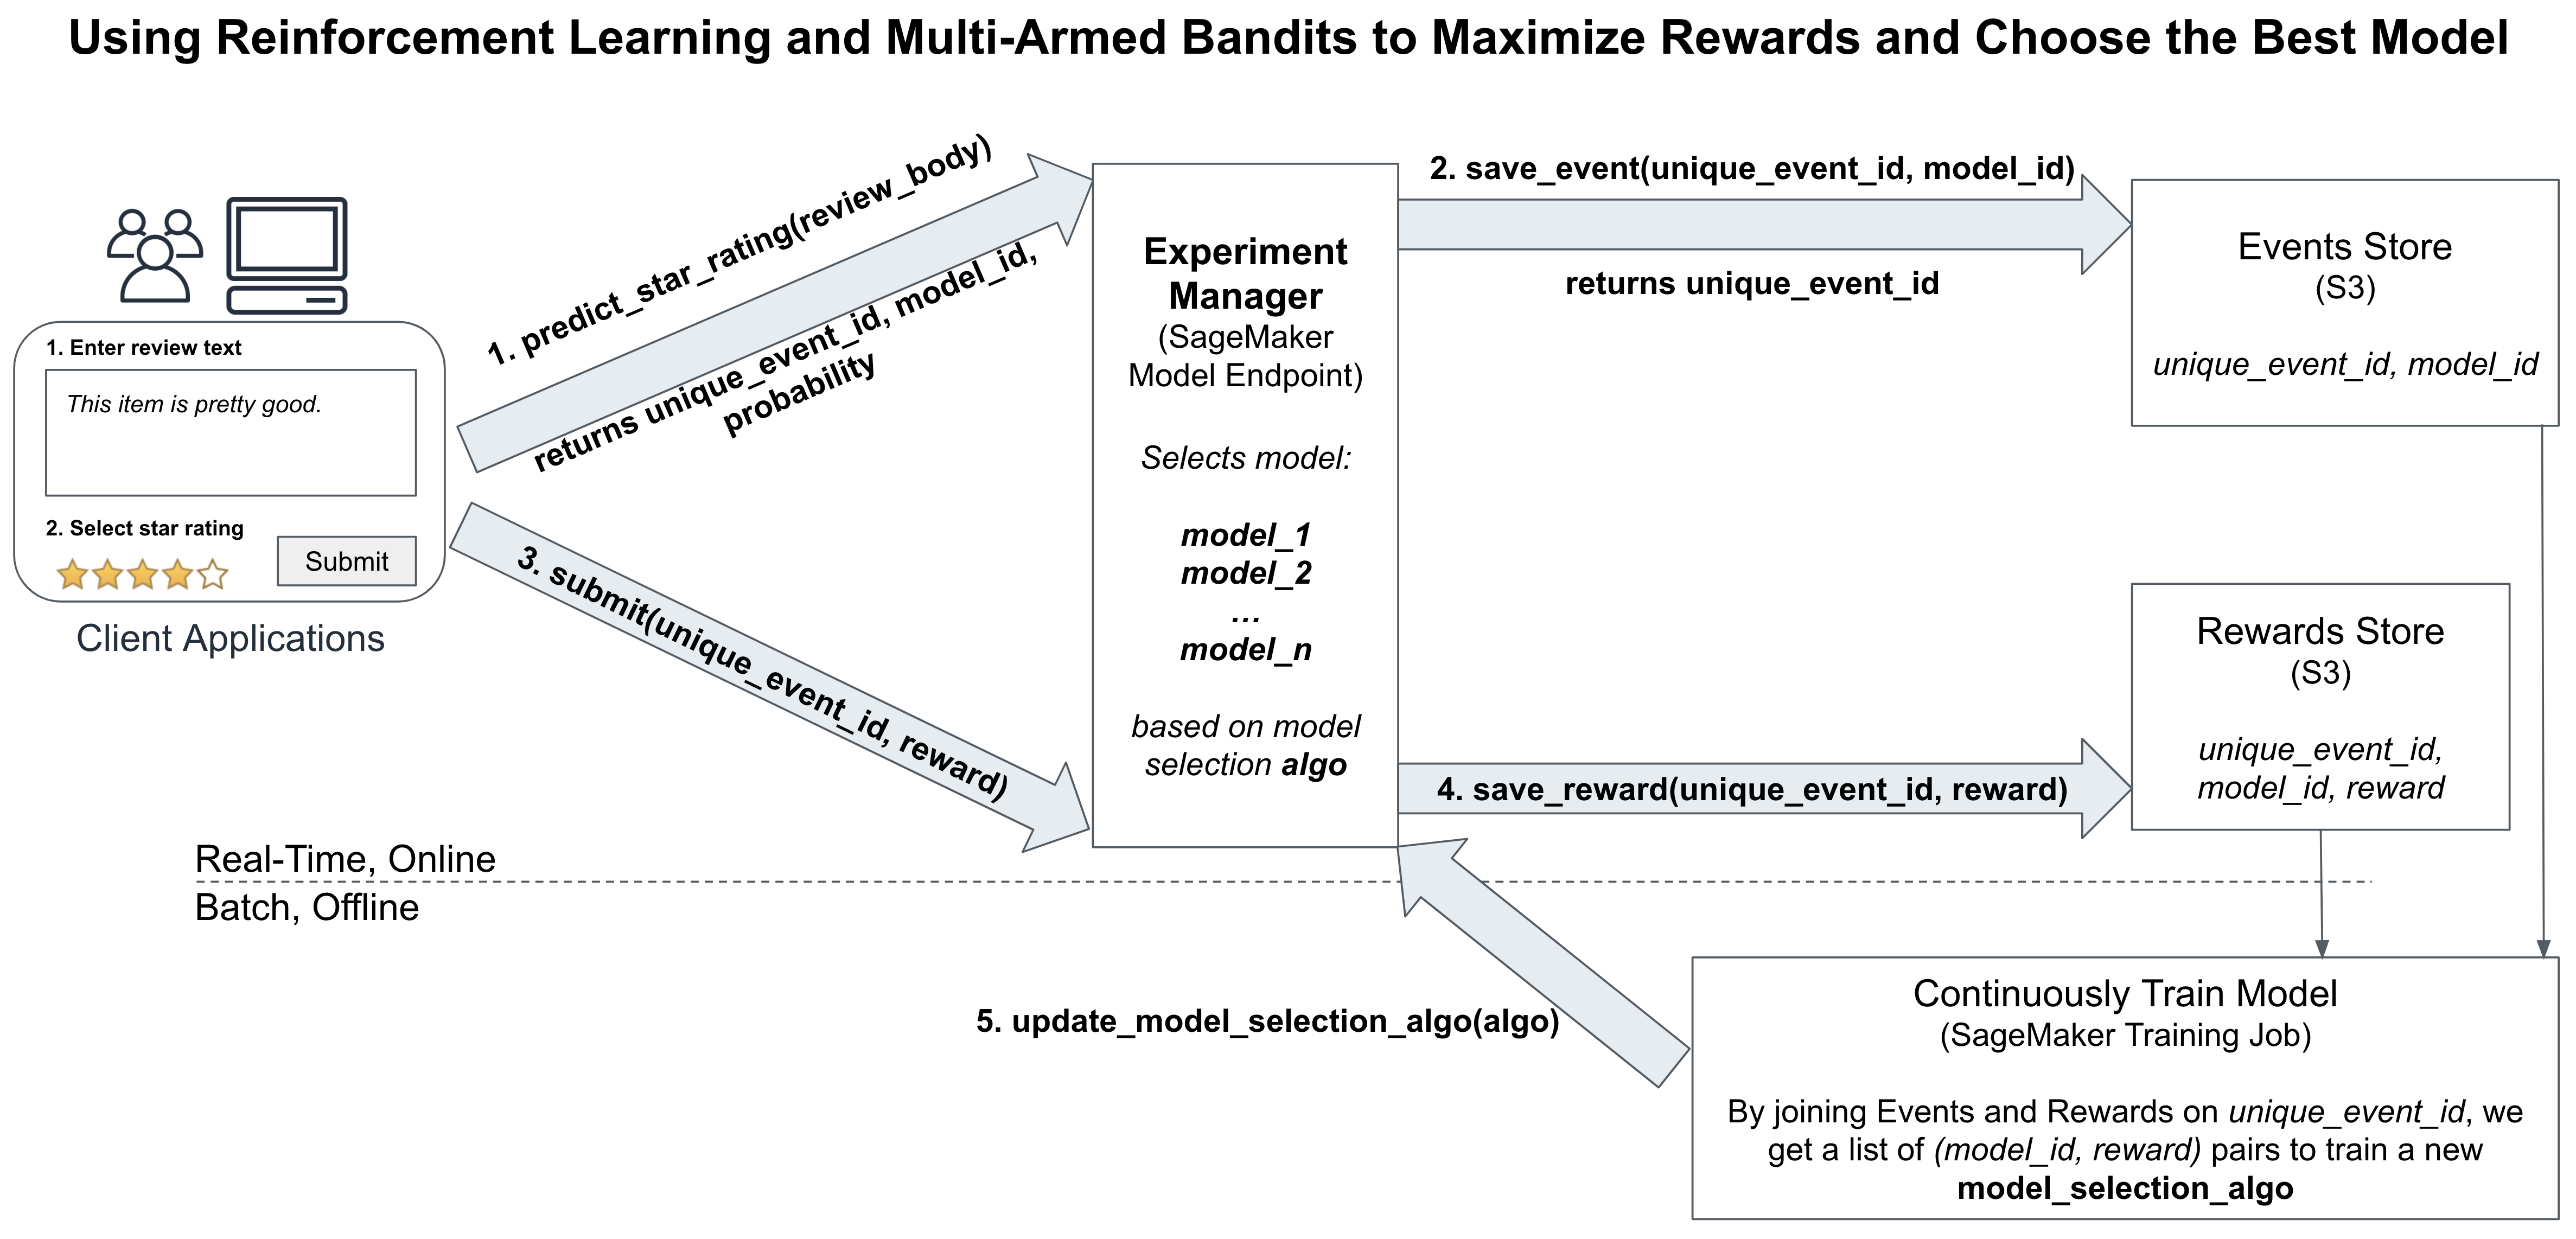 Using Reinforcement Learning and Multi-Armed Bandits to Maximize Rewards and Choose the Best Model
1. Enter review text
This item is pretty good.
2. Select star rating
Submit
Client Applications
1. predict_star_rating(review_body)
returns unique_event_id, model_id,
probability
3. submit(unique_event_id, reward)
Experiment
Manager
(SageMaker
Model Endpoint)
Selects model:
model_1
model_2
...
model_n
based on model
selection algo
2. save_event(unique_event_id, model_id)
returns unique_event_id
Events Store
(S3)
unique_event_id, model_id
4. save_reward(unique_event_id, reward)
Rewards Store
(S3)
unique_event_id,
model_id, reward
Real-Time, Online
Batch, Offline
5. update_model_selection_algo(algo)
Continuously Train Model
(SageMaker Training Job)
By joining Events and Rewards on unique_event_id, we
get a list of (model_id, reward) pairs to train a new
model_selection_algo